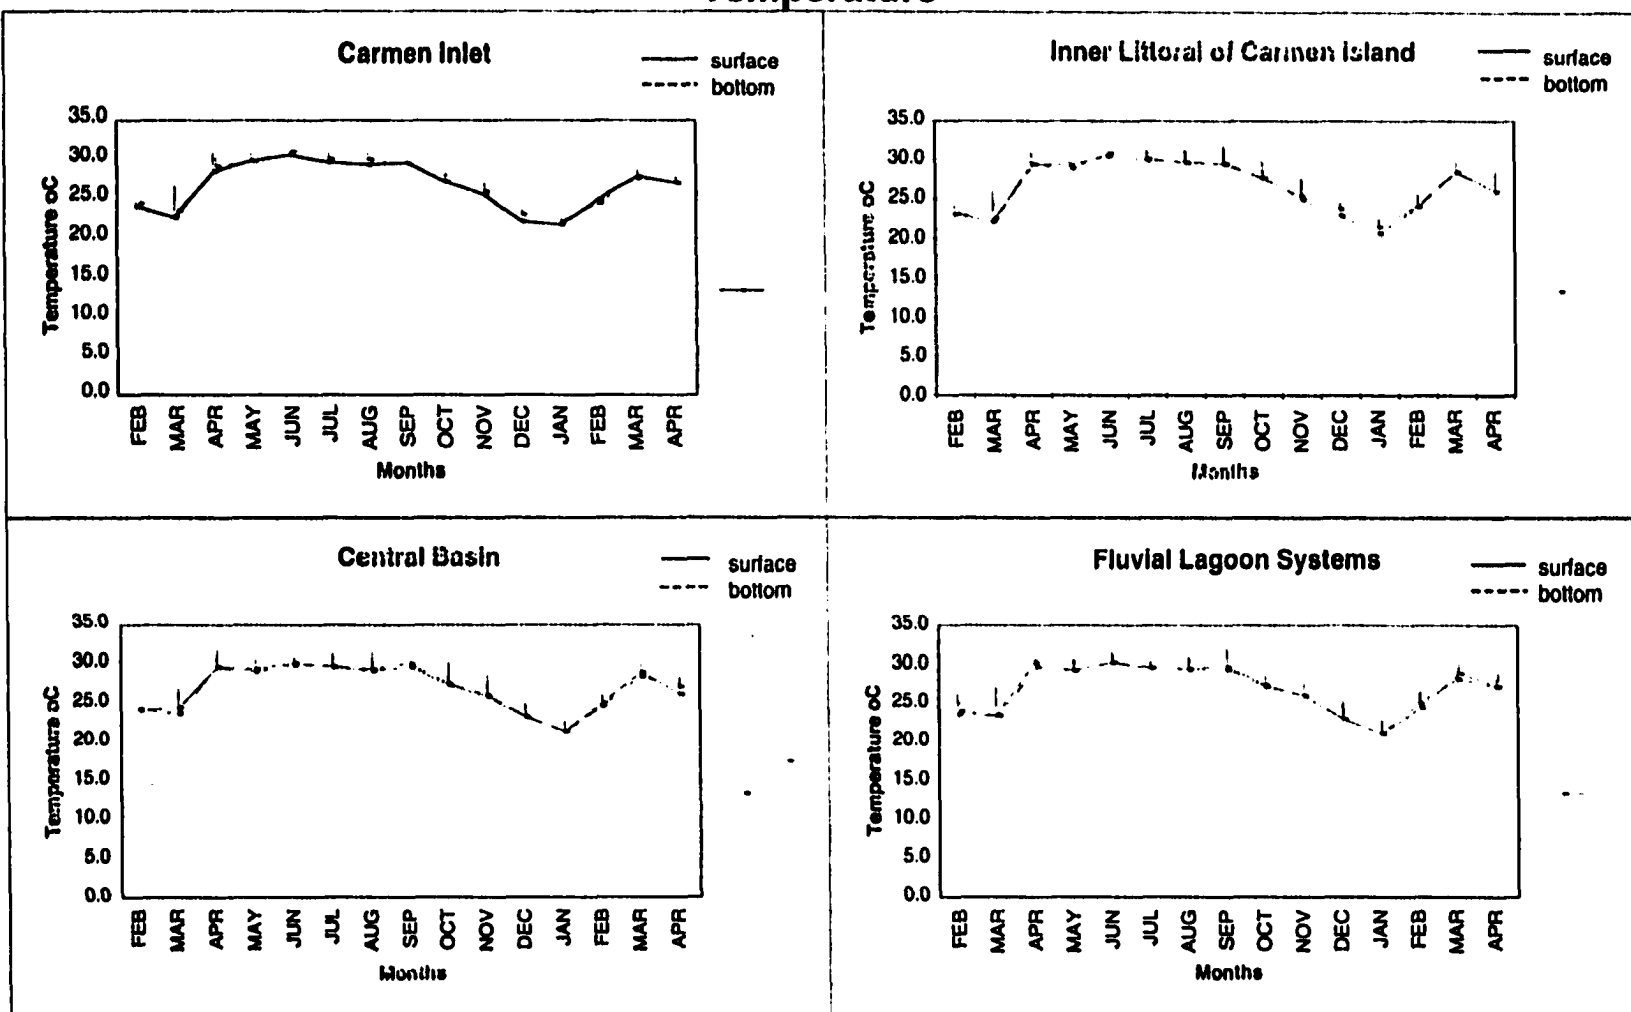 Temperature
Carmen Inlet
surface
bottom
35.0
30.0
25.0
20.0
15.0
10.0
5.0
0.0
Temperature oC
FEB MAR APR MAY JUN JUL AUG SEP OCT NOV DEC JAN FEB MAR APR
Months
Inner Littoral of Carmen Island
surface
bottom
35.0
30.0
25.0
20.0
15.0
10.0
5.0
0.0
Temperature oC
FEB MAR APR MAY JUN JUL AUG SEP OCT NOV DEC JAN FEB MAR APR
Months
Central Basin
surface
bottom
35.0
30.0
25.0
20.0
15.0
10.0
5.0
0.0
Temperature oC
FEB MAR APR MAY JUN JUL AUG SEP OCT NOV DEC JAN FEB MAR APR
Months
Fluvial Lagoon Systems
surface
bottom
35.0
30.0
25.0
20.0
15.0
10.0
5.0
0.0
Temperature oC
FEB MAR APR MAY JUN JUL AUG SEP OCT NOV DEC JAN FEB MAR APR
Months